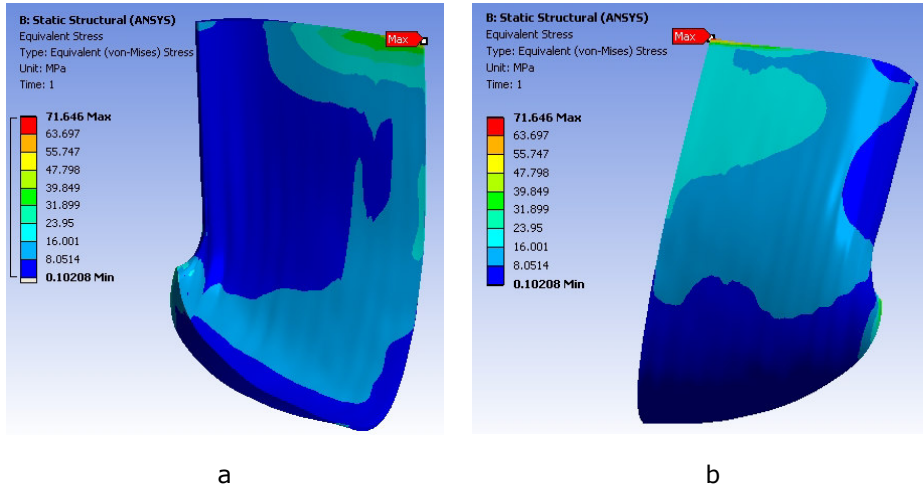 B: Static Structural (ANSYS)
Equivalent Stress
Type: Equivalent (von-Mises) Stress
Unit: MPa
Time: 1
71.646 Max
63.697
55.747
47.798
39.849
31.899
23.95
16.001
8.0514
0.10208 Min
Max
a
B: Static Structural (ANSYS)
Equivalent Stress
Type: Equivalent (von-Mises) Stress
Unit: MPa
Time: 1
71.646 Max
63.697
55.747
47.798
39.849
31.899
23.95
16.001
8.0514
0.10208 Min
Max
b